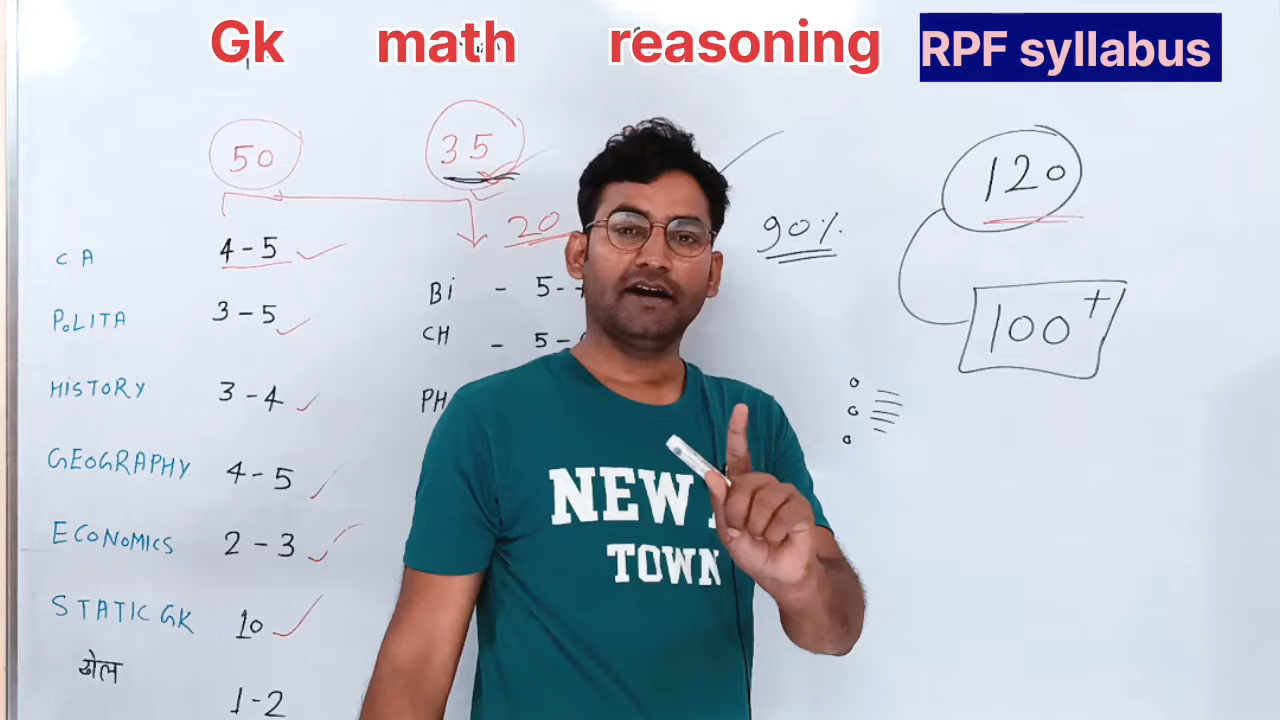 Gk math reasoning RPF syllabus
50 35 120
20 90%.
100+
CA 4-5
PoLITA 3-5
HiSToRY 3-4
GEOGRAPHY 4-5
ECONOMICS 2-3
STATIC GK 10
खेल 1-2
Bi - 5-
CH - 5-
PH
NEW
TOWN